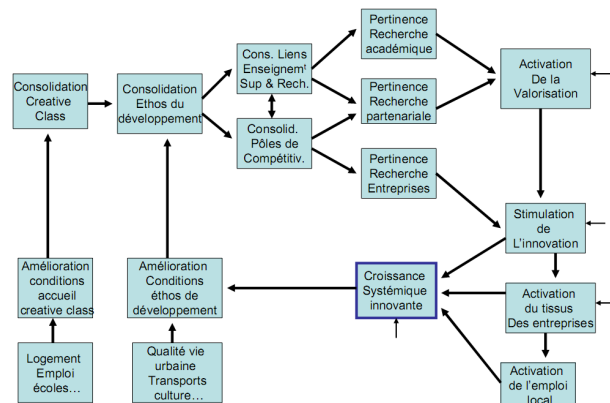 Pertinence
Recherche
académique
Cons. Liens
Enseignemt
Sup & Rech.
Activation
De la
Valorisation
Consolidation
Creative
Class
Consolidation
Ethos du
développement
Pertinence
Recherche
partenariale
Consolid.
Pôles de
Compétitiv.
Pertinence
Recherche
Entreprises
Stimulation
de
L'innovation
Amélioration
conditions
accueil
creative class
Amélioration
Conditions
éthos de
développement
Croissance
Systémique
innovante
Activation
du tissus
Des entreprises
Logement
Emploi
écoles...
Qualité vie
urbaine
Transports
culture...
Activation
de l'emploi
local